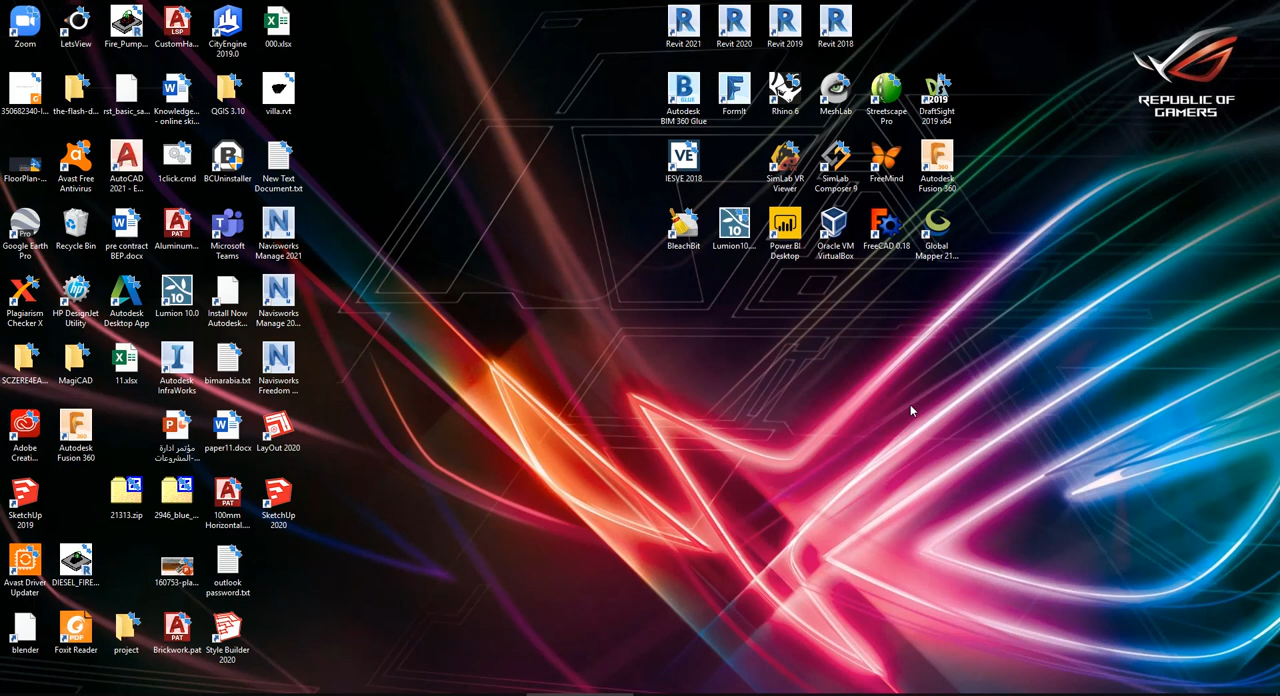 Zoom
LetsView
Fire_Pump...
CustomHa...
CityEngine
2019.0
000.xlsx
350682340-l...
the-flash-d...
rst_basic_sa...
Knowledge
- online ski...
QGIS 3.10
villa.rvt
FloorPlan-...
Avast Free
Antivirus
AutoCAD
2021 - E...
1click.cmd
BCUninstaller
New Text
Document.txt
Google Earth
Pro
Recycle Bin
pre contract
BEP.docx
Aluminum...
Microsoft
Teams
Navisworks
Manage 2021
Plagiarism
Checker X
HP DesignJet
Utility
Autodesk
Desktop App
Lumion 10.0
Install Now
Autodesk...
Navisworks
Manage 20...
SCZERE4EA...
MagiCAD
11.xlsx
Autodesk
InfraWorks
bimarabia.txt
Navisworks
Freedom ...
Adobe
Creati...
Autodesk
Fusion 360
مؤتمر ادارة
المشروعات-...
paper11.docx
LayOut 2020
SketchUp
2019
21313.zip
2946_blue_...
100mm
Horizontal....
SketchUp
2020
Avast Driver
Updater
DIESEL_FIRE...
160753-pla...
outlook
password.txt
blender
Foxit Reader
project
Brickwork.pat
Style Builder
2020
Revit 2021
Revit 2020
Revit 2019
Revit 2018
Autodesk
BIM 360 Glue
FormIt
Rhino 6
MeshLab
Streetscape
Pro
DraftSight
2019 x64
IESVE 2018
SimLab VR
Viewer
SimLab
Composer 9
FreeMind
Autodesk
Fusion 360
BleachBit
Lumion10....
Power BI
Desktop
Oracle VM
VirtualBox
FreeCAD 0.18
Global
Mapper 21...
REPUBLIC OF
GAMERS